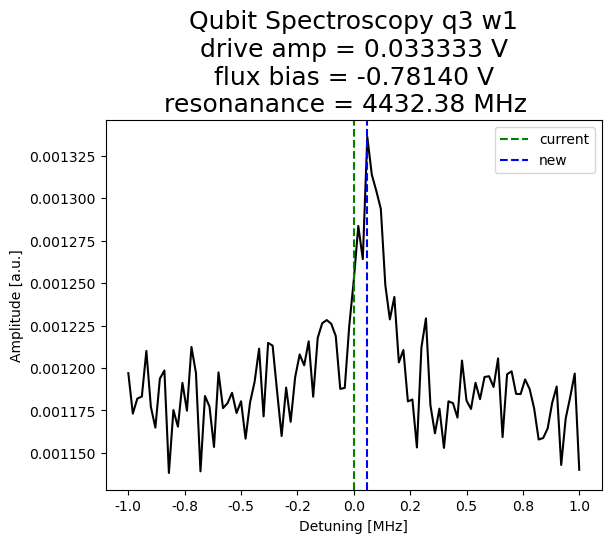 Qubit Spectroscopy q3 w1
drive amp = 0.033333 V
flux bias = -0.78140 V
resonanance = 4432.38 MHz
current
new
0.001325
0.001300
0.001275
0.001250
0.001225
0.001200
0.001175
0.001150
Amplitude [a.u.]
-1.0 -0.8 -0.5 -0.2 0.0 0.2 0.5 0.8 1.0
Detuning [MHz]